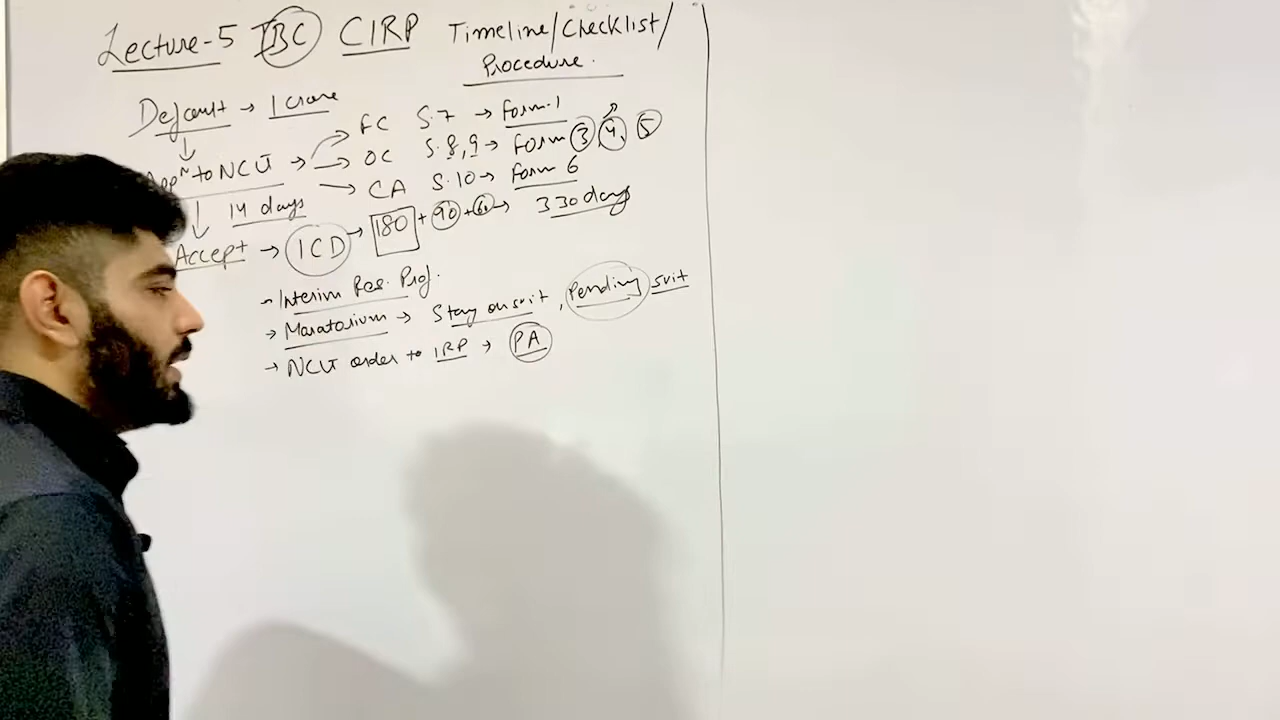 Lecture-5 IBC CIRP Timeline/Checklist/
Procedure.
Default → 1 crore
FC S.7 → Form-1
OC S.8,9 → Form 3 4, 5
Appn to NCLT →
CA S.10 → Form 6
14 days
Accept → ICD → 180 + 90 + 60 → 330 days
- Interim Res. Prof.
→ Maratorium → Stay on suit, Pending suit
→ NCLT order to IRP → PA